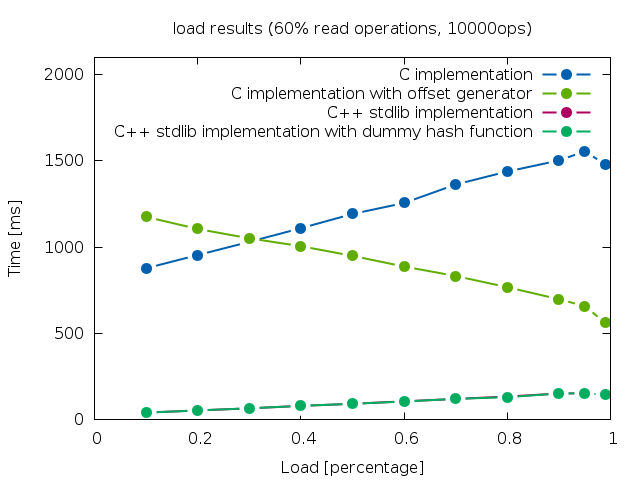 load results (60% read operations, 10000ops)
C implementation
C implementation with offset generator
C++ stdlib implementation
C++ stdlib implementation with dummy hash function
2000
1500
1000
500
0
Time [ms]
0 0.2 0.4 0.6 0.8 1
Load [percentage]